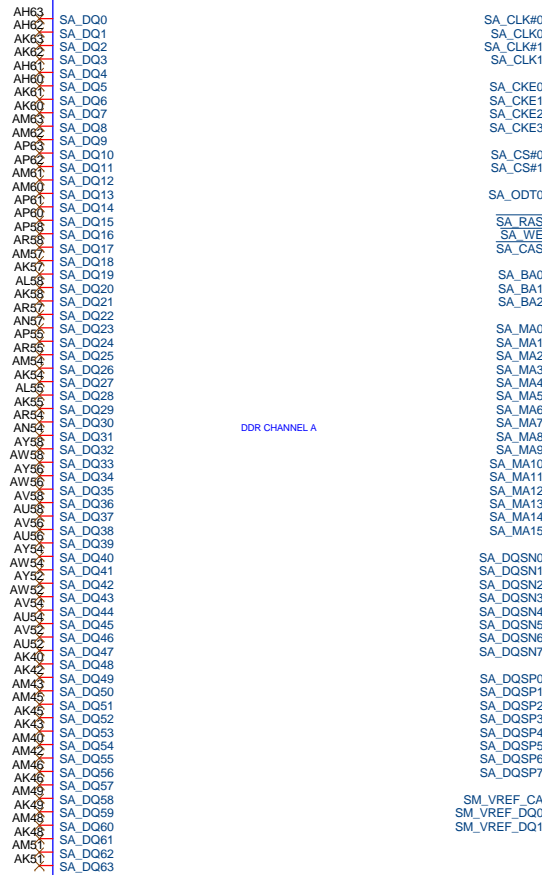 AH63 SA_DQ0
AH62 SA_DQ1
AK63 SA_DQ2
AK62 SA_DQ3
AH61 SA_DQ4
AH60 SA_DQ5
AK61 SA_DQ6
AK60 SA_DQ7
AM63 SA_DQ8
AM62 SA_DQ9
AP63 SA_DQ10
AP62 SA_DQ11
AM61 SA_DQ12
AM60 SA_DQ13
AP61 SA_DQ14
AP60 SA_DQ15
AP58 SA_DQ16
AR58 SA_DQ17
AM57 SA_DQ18
AK57 SA_DQ19
AL58 SA_DQ20
AK58 SA_DQ21
AR57 SA_DQ22
AN57 SA_DQ23
AP55 SA_DQ24
AR55 SA_DQ25
AM54 SA_DQ26
AK54 SA_DQ27
AL55 SA_DQ28
AK55 SA_DQ29
AR54 SA_DQ30
AN54 SA_DQ31
AY58 SA_DQ32
AW58 SA_DQ33
AY56 SA_DQ34
AW56 SA_DQ35
AV58 SA_DQ36
AU58 SA_DQ37
AV56 SA_DQ38
AU56 SA_DQ39
AY54 SA_DQ40
AW54 SA_DQ41
AY52 SA_DQ42
AW52 SA_DQ43
AV54 SA_DQ44
AU54 SA_DQ45
AV52 SA_DQ46
AU52 SA_DQ47
AK40 SA_DQ48
AK42 SA_DQ49
AM43 SA_DQ50
AM45 SA_DQ51
AK45 SA_DQ52
AK43 SA_DQ53
AM40 SA_DQ54
AM42 SA_DQ55
AM46 SA_DQ56
AK46 SA_DQ57
AM49 SA_DQ58
AK49 SA_DQ59
AM48 SA_DQ60
AK48 SA_DQ61
AM51 SA_DQ62
AK51 SA_DQ63
DDR CHANNEL A
SA_CLK#0
SA_CLK0
SA_CLK#1
SA_CLK1
SA_CKE0
SA_CKE1
SA_CKE2
SA_CKE3
SA_CS#0
SA_CS#1
SA_ODT0
SA_RAS
SA_WE
SA_CAS
SA_BA0
SA_BA1
SA_BA2
SA_MA0
SA_MA1
SA_MA2
SA_MA3
SA_MA4
SA_MA5
SA_MA6
SA_MA7
SA_MA8
SA_MA9
SA_MA10
SA_MA11
SA_MA12
SA_MA13
SA_MA14
SA_MA15
SA_DQSN0
SA_DQSN1
SA_DQSN2
SA_DQSN3
SA_DQSN4
SA_DQSN5
SA_DQSN6
SA_DQSN7
SA_DQSP0
SA_DQSP1
SA_DQSP2
SA_DQSP3
SA_DQSP4
SA_DQSP5
SA_DQSP6
SA_DQSP7
SM_VREF_CA
SM_VREF_DQ0
SM_VREF_DQ1